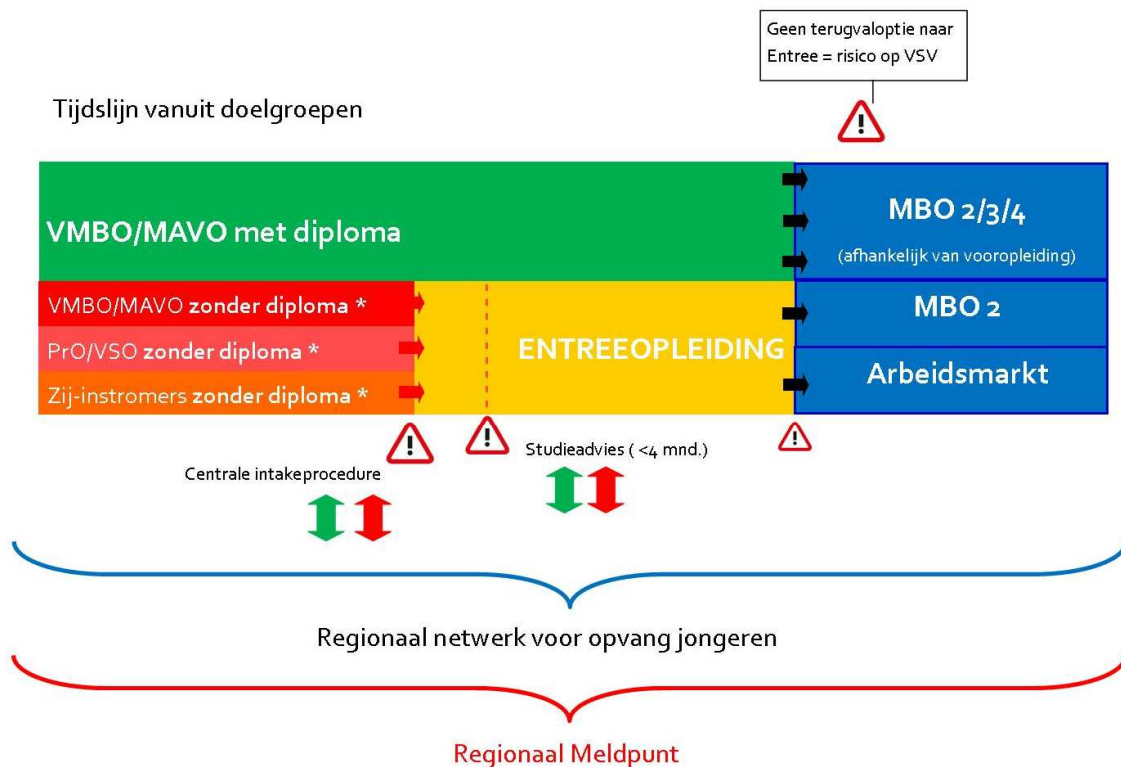 Geen terugvaloptie naar
Entree = risico op VSV
Tijdslijn vanuit doelgroepen
VMBO/MAVO met diploma
MBO 2/3/4
(afhankelijk van vooropleiding)
VMBO/MAVO zonder diploma *
PrO/VSO zonder diploma *
Zij-instromers zonder diploma *
ENTREEOPLEIDING
MBO 2
Arbeidsmarkt
Centrale intakeprocedure
Studieadvies ( <4 mnd.)
Regionaal netwerk voor opvang jongeren
Regionaal Meldpunt